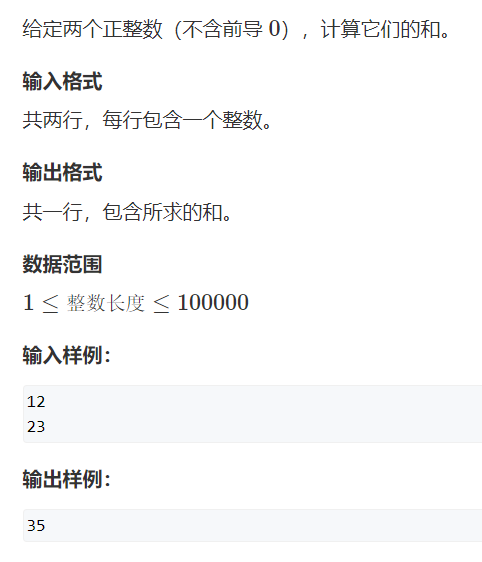 给定两个正整数（不含前导 0），计算它们的和。
输入格式
共两行，每行包含一个整数。
输出格式
共一行，包含所求的和。
数据范围
1 ≤ 整数长度 ≤ 100000
输入样例：
12
23
输出样例：
35